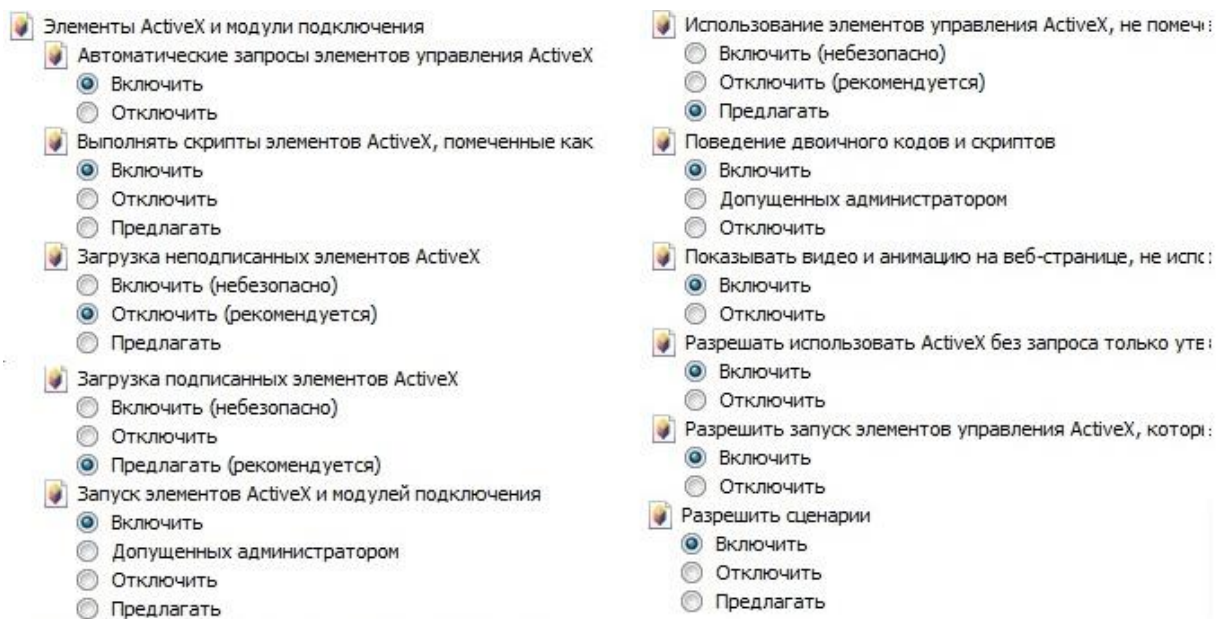 Элементы ActiveX и модули подключения
Автоматические запросы элементов управления ActiveX
Включить
Отключить
Выполнять скрипты элементов ActiveX, помеченные как
Включить
Отключить
Предлагать
Загрузка неподписанных элементов ActiveX
Включить (небезопасно)
Отключить (рекомендуется)
Предлагать
Загрузка подписанных элементов ActiveX
Включить (небезопасно)
Отключить
Предлагать (рекомендуется)
Запуск элементов ActiveX и модулей подключения
Включить
Допущенных администратором
Отключить
Предлагать
Использование элементов управления ActiveX, не
Включить (небезопасно)
Отключить (рекомендуется)
Предлагать
Поведение двоичного кодов и скриптов
Включить
Допущенных администратором
Отключить
Показывать видео и анимацию на веб-странице, не
Включить
Отключить
Разрешать использовать ActiveX без запроса только
Включить
Отключить
Разрешить запуск элементов управления ActiveX,
Включить
Отключить
Разрешить сценарии
Включить
Отключить
Предлагать